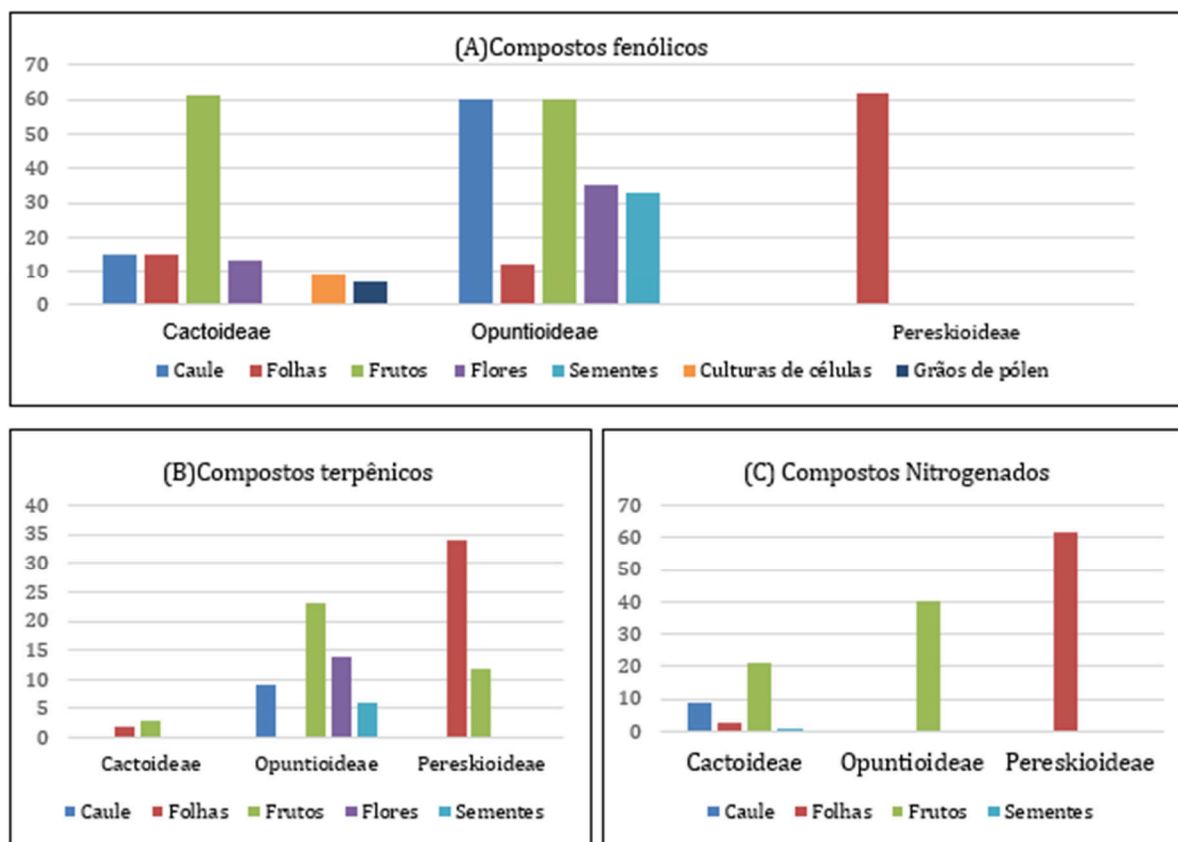 (A)Compostos fenólicos
70
60
50
40
30
20
10
0
Cactoideae Opuntioideae Pereskioideae
Caule Folhas Frutos Flores Sementes Culturas de células Grãos de pólen
(B)Compostos terpênicos
40
35
30
25
20
15
10
5
0
Cactoideae Opuntioideae Pereskioideae
Caule Folhas Frutos Flores Sementes
(C) Compostos Nitrogenados
70
60
50
40
30
20
10
0
Cactoideae Opuntioideae Pereskioideae
Caule Folhas Frutos Sementes